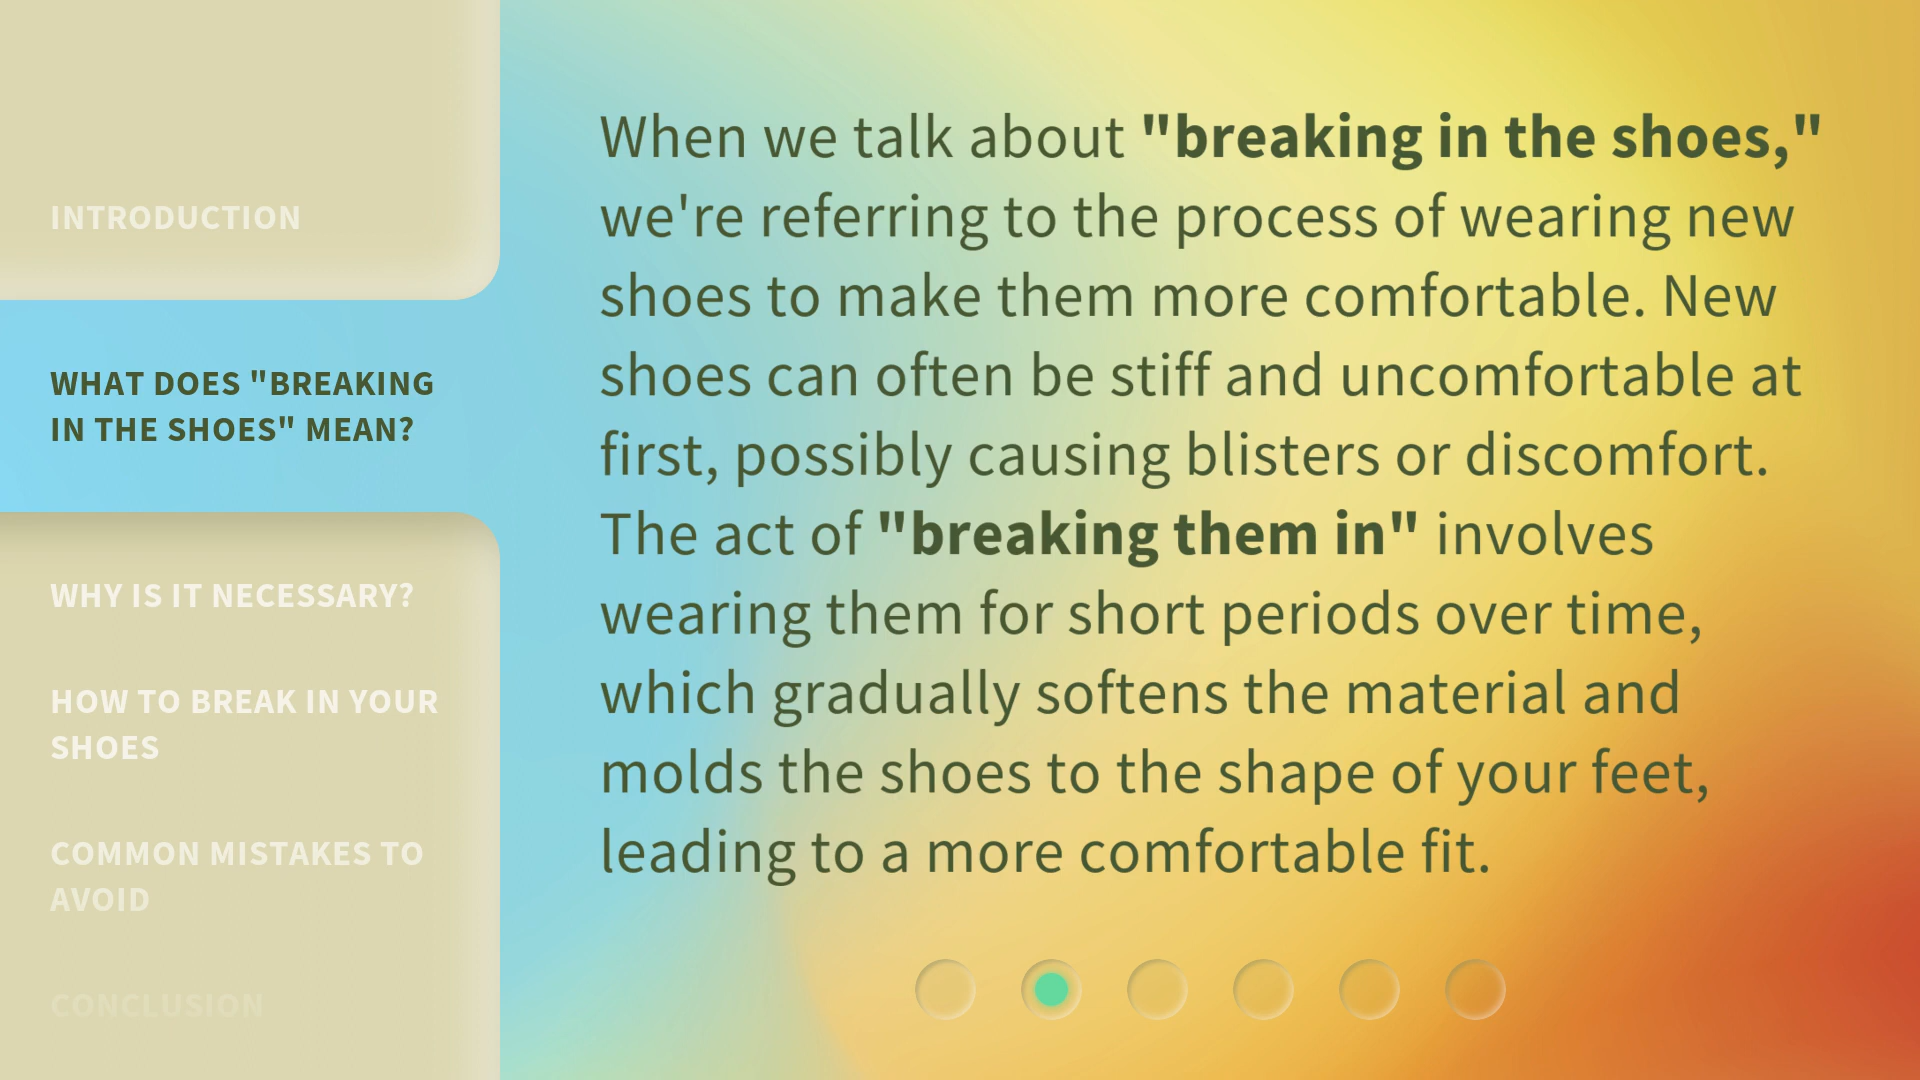 INTRODUCTION
WHAT DOES "BREAKING
IN THE SHOES" MEAN?
WHY IS IT NECESSARY?
HOW TO BREAK IN YOUR
SHOES
COMMON MISTAKES TO
AVOID
CONCLUSION
When we talk about "breaking in the shoes,"
we're referring to the process of wearing new
shoes to make them more comfortable. New
shoes can often be stiff and uncomfortable at
first, possibly causing blisters or discomfort.
The act of "breaking them in" involves
wearing them for short periods over time,
which gradually softens the material and
molds the shoes to the shape of your feet,
leading to a more comfortable fit.